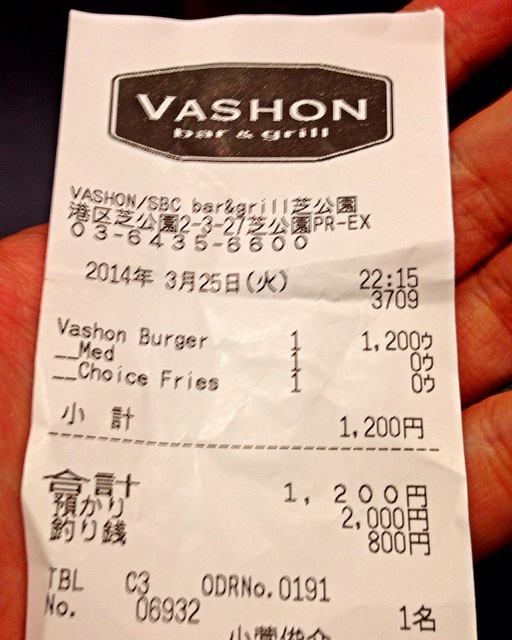 VASHON
bar & grill
VASHON/SBC bar&grill芝公園
港区芝公園2-3-27芝公園PR-EX
03-6435-6600
2014年 3月25日(火) 22:15
3709
Vashon Burger 1 1,200ウ
__Med 1 0ウ
__Choice Fries 1 0ウ
小 計 1,200円
合計 1,200円
預かり 2,000円
釣り銭 800円
TBL C3 ODRNo.0191
No. 06932 1名